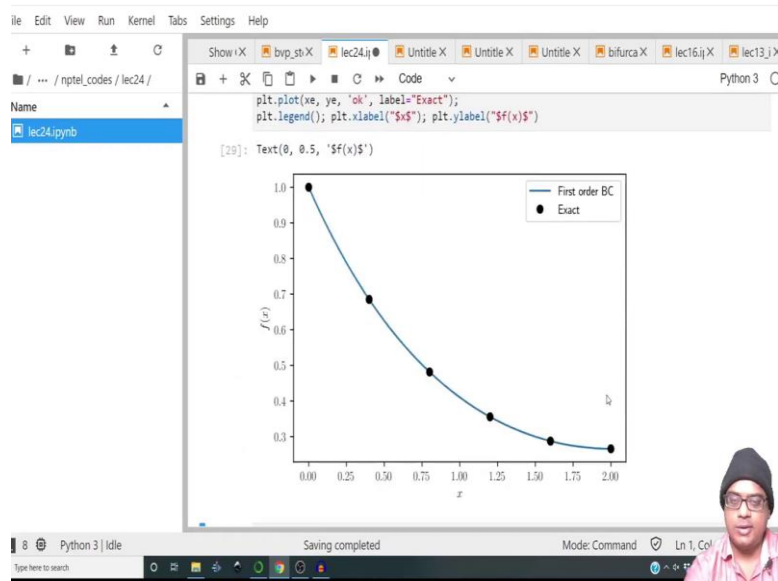 ile Edit View Run Kernel Tabs Settings Help
Show X bvp_st X lec24.i Untitle X Untitle X Untitle X bifurca X lec16.i X lec13_i X
/ ··· / nptel_codes / lec24 /
Code Python 3
Name
lec24.ipynb
plt.plot(xe, ye, 'ok', label="Exact");
plt.legend(); plt.xlabel("$x$"); plt.ylabel("$f(x)$")
[29]: Text(0, 0.5, '$f(x)$')
First order BC
Exact
1.0
0.9
0.8
0.7
0.6
0.5
0.4
0.3
f(x)
0.00 0.25 0.50 0.75 1.00 1.25 1.50 1.75 2.00
x
8 Python 3 | Idle Saving completed Mode: Command Ln 1, Col
Type here to search